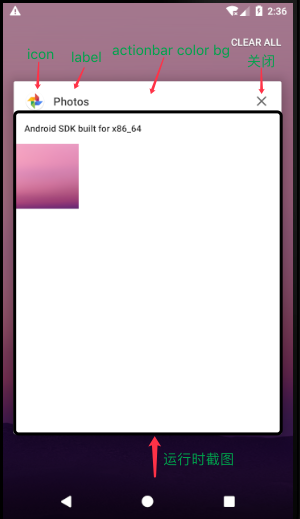 2:36
CLEAR ALL
icon
label
actionbar color bg
关闭
Photos
Android SDK built for x86_64
运行时截图